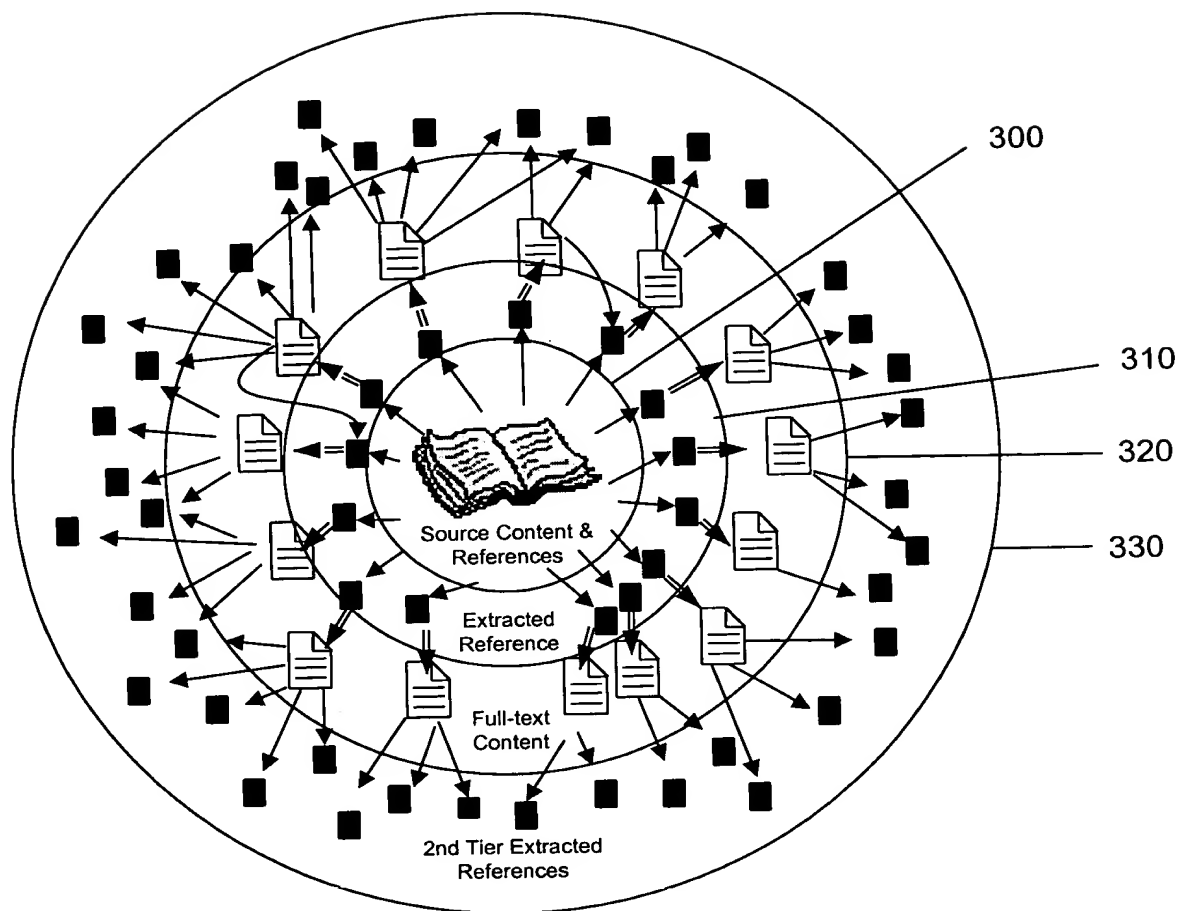 300
310
320
330
Source Content &
References
Extracted
Reference
Full-text
Content
2nd Tier Extracted
References